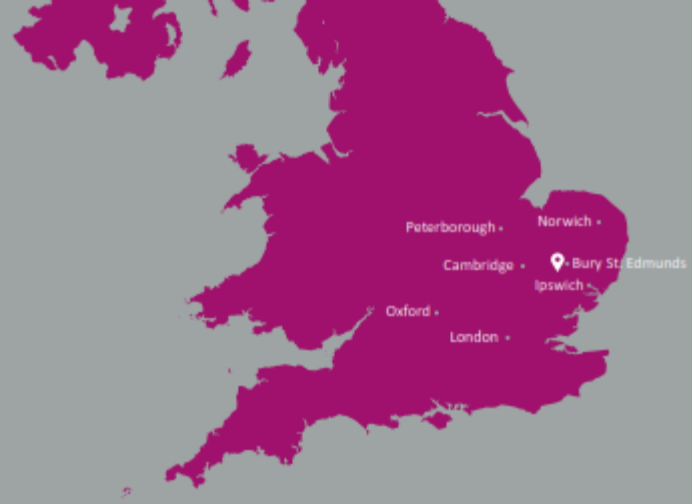 Norwich
Peterborough
Bury St. Edmunds
Cambridge
Ipswich
Oxford
London